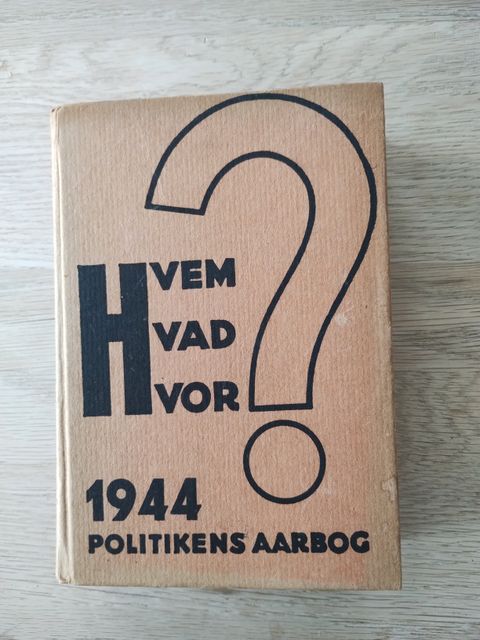 HVEM
HVAD
HVOR?
1944
POLITIKENS AARBOG